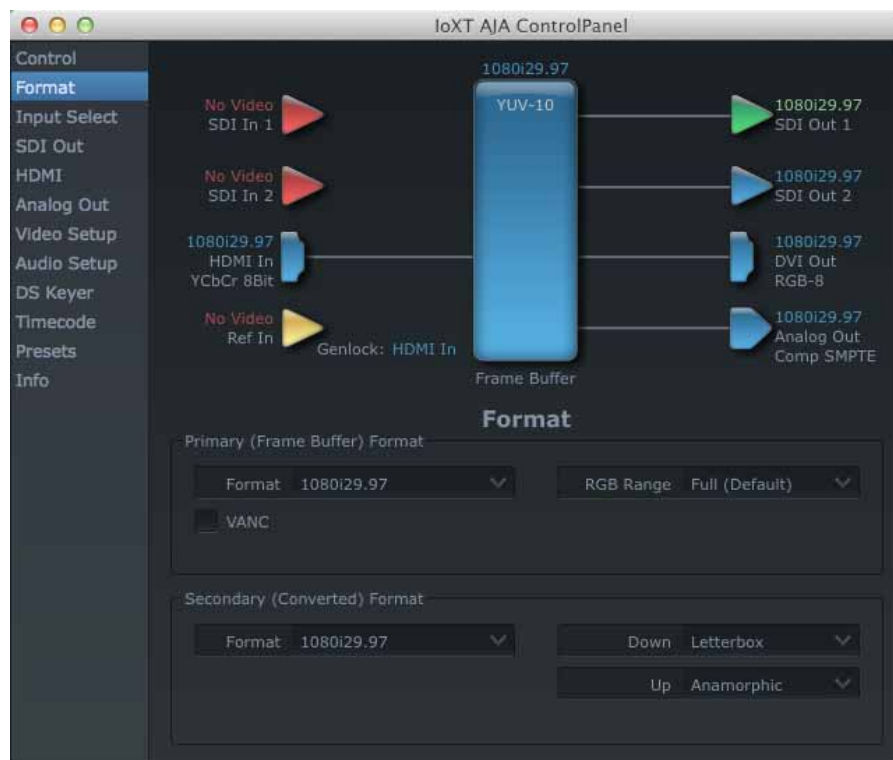 IoXT AJA ControlPanel
Control
Format
Input Select
SDI Out
HDMI
Analog Out
Video Setup
Audio Setup
DS Keyer
Timecode
Presets
Info
1080i29.97
YUV-10
No Video
SDI In 1
No Video
SDI In 2
1080i29.97
HDMI In
YCbCr 8Bit
No Video
Ref In
Genlock: HDMI In
Frame Buffer
1080i29.97
SDI Out 1
1080i29.97
SDI Out 2
1080i29.97
DVI Out
RGB-8
1080i29.97
Analog Out
Comp SMPTE
Format
Primary (Frame Buffer) Format
Format 1080i29.97 RGB Range Full (Default)
VANC
Secondary (Converted) Format
Format 1080i29.97 Down Letterbox
Up Anamorphic